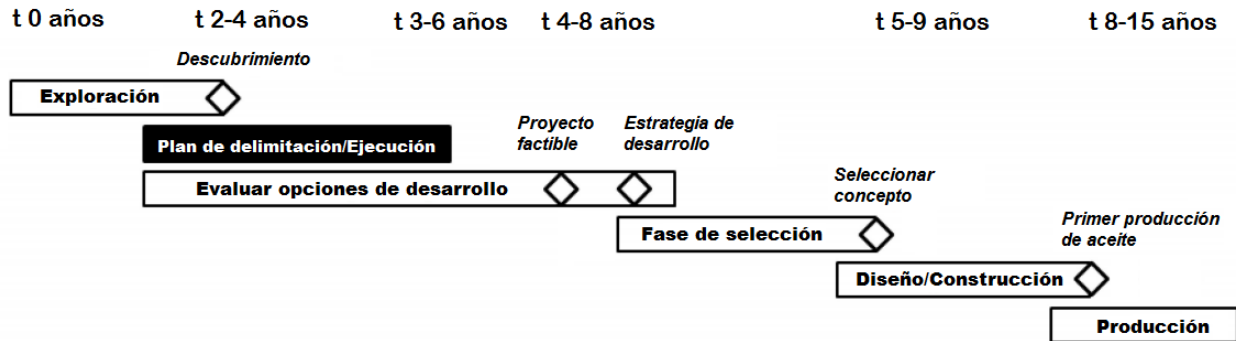 t 0 años
t 2-4 años
t 3-6 años
t 4-8 años
t 5-9 años
t 8-15 años
Descubrimiento
Exploración
Proyecto
factible
Estrategia de
desarrollo
Plan de delimitación/Ejecución
Evaluar opciones de desarrollo
Seleccionar
concepto
Fase de selección
Primer producción
de aceite
Diseño/Construcción
Producción